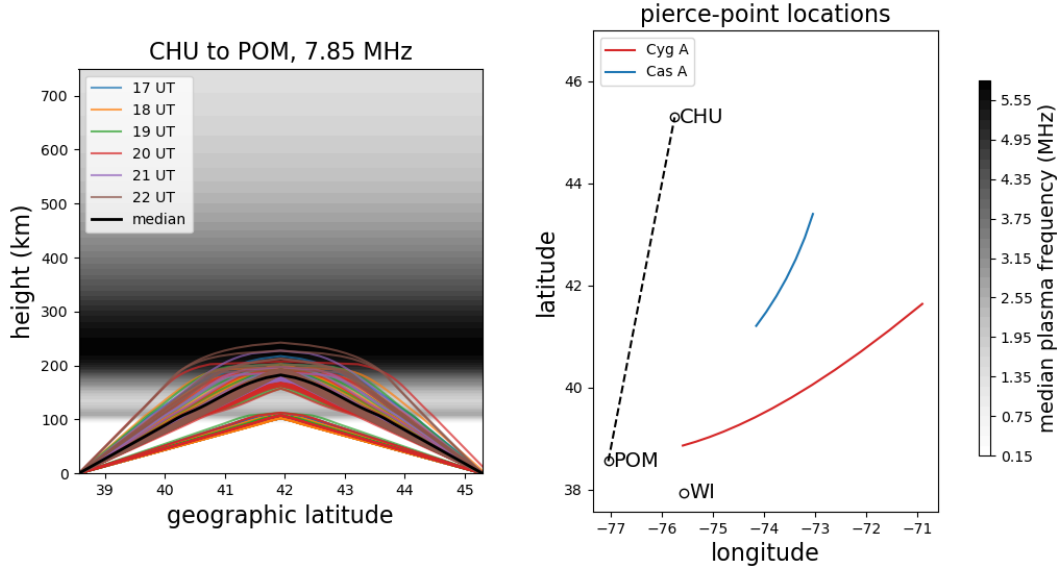 CHU to POM, 7.85 MHz
17 UT
18 UT
19 UT
20 UT
21 UT
22 UT
median
700
600
500
400
300
200
100
0
height (km)
39 40 41 42 43 44 45
geographic latitude
pierce-point locations
Cyg A
Cas A
CHU
POM
WI
46
44
42
40
38
latitude
−77 −76 −75 −74 −73 −72 −71
longitude
5.55
4.95
4.35
3.75
3.15
2.55
1.95
1.35
0.75
0.15
median plasma frequency (MHz)